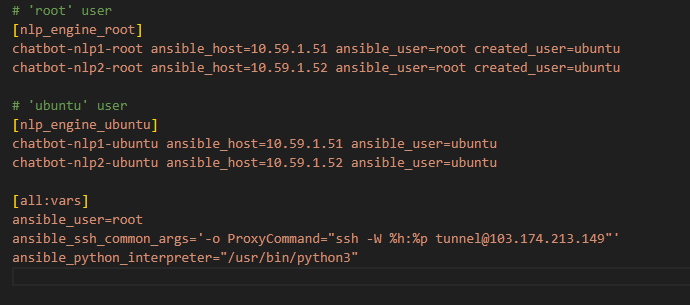 # 'root' user
[nlp_engine_root]
chatbot-nlp1-root ansible_host=10.59.1.51 ansible_user=root created_user=ubuntu
chatbot-nlp2-root ansible_host=10.59.1.52 ansible_user=root created_user=ubuntu
# 'ubuntu' user
[nlp_engine_ubuntu]
chatbot-nlp1-ubuntu ansible_host=10.59.1.51 ansible_user=ubuntu
chatbot-nlp2-ubuntu ansible_host=10.59.1.52 ansible_user=ubuntu
[all:vars]
ansible_user=root
ansible_ssh_common_args='-o ProxyCommand="ssh -W %h:%p tunnel@103.174.213.149"'
ansible_python_interpreter="/usr/bin/python3"